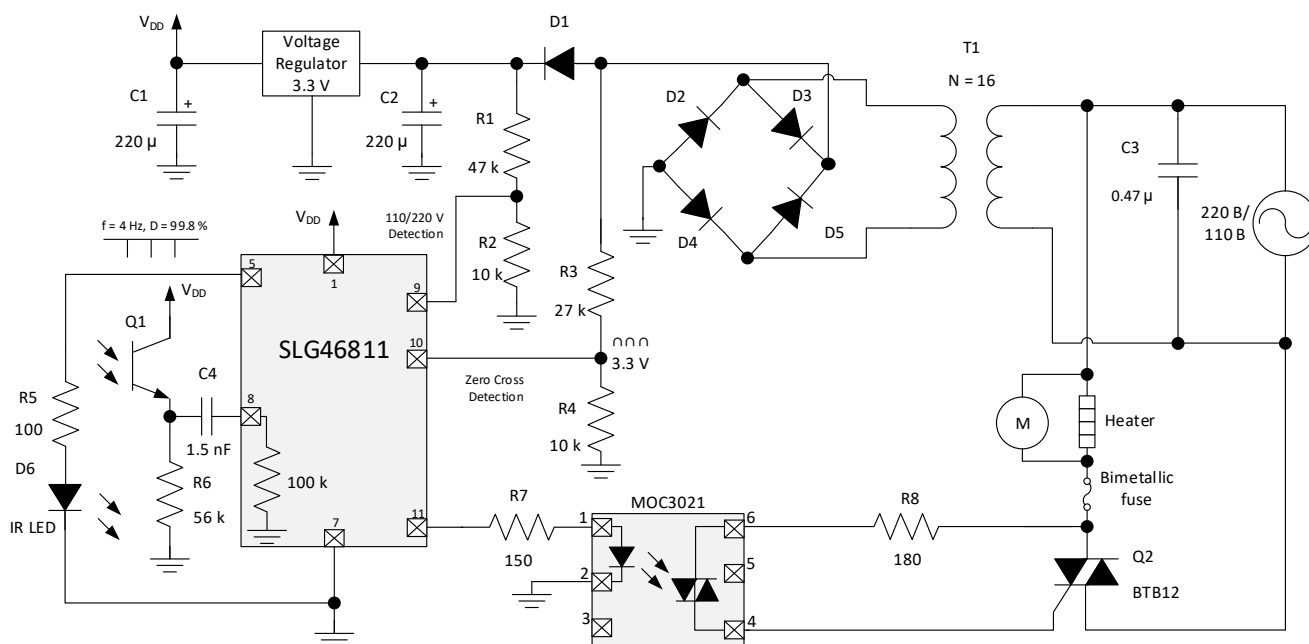 V_DD
C1
+
220 µ
Voltage
Regulator
3.3 V
C2
+
220 µ
R1
47 k
D1
D2
D3
D4
D5
T1
N = 16
C3
0.47 µ
220 В/
110 В
f = 4 Hz, D = 99.8 %
V_DD
110/220 V
Detection
R2
10 k
R3
27 k
5
1
9
V_DD
Q1
SLG46811
10
3.3 V
Zero Cross
Detection
C4
1.5 nF
8
R5
100
R4
10 k
M
Heater
D6
IR LED
R6
56 k
100 k
Bimetallic
fuse
7
11
R7
150
MOC3021
1
2
3
6
5
4
R8
180
Q2
BTB12